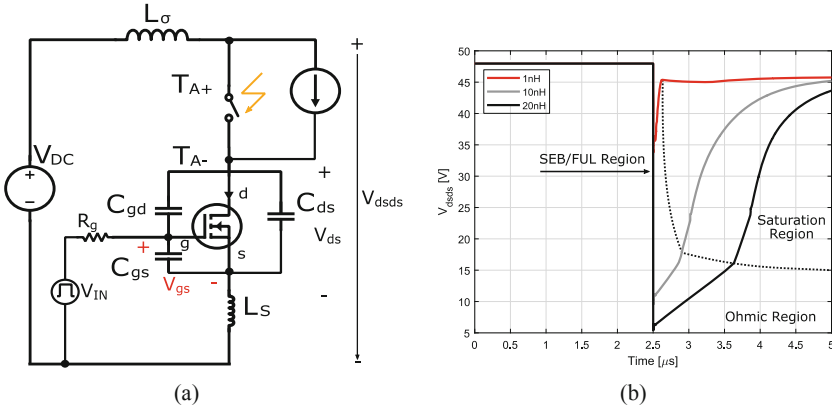 Lσ
+
TA+
VDC
+
−
TA-
+
d
Cgd
Cds
Vds
Vdsds
Rg
+
g
s
Cgs
Vgs
-
-
VIN
LS
-
(a)
50
45
40
35
30
25
20
15
10
5
Vdsds [V]
1nH
10nH
20nH
SEB/FUL Region
Saturation
Region
Ohmic Region
0 0.5 1 1.5 2 2.5 3 3.5 4 4.5 5
Time [μs]
(b)